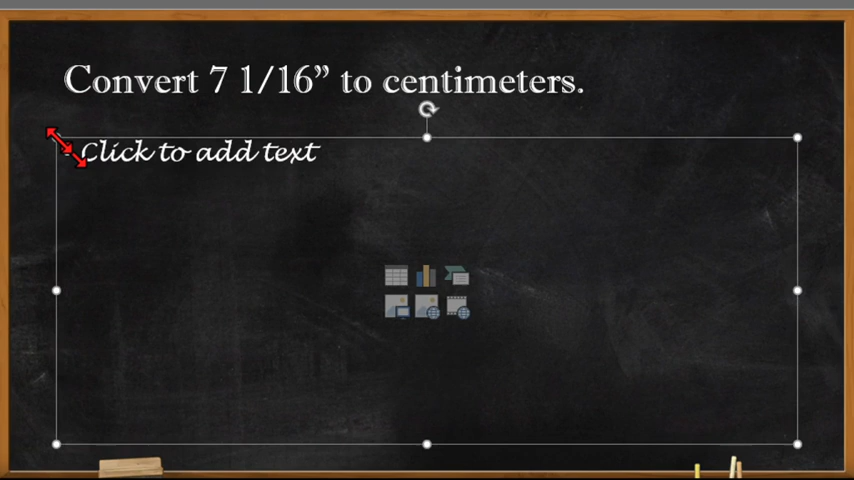 Convert 7 1/16” to centimeters.
Click to add text